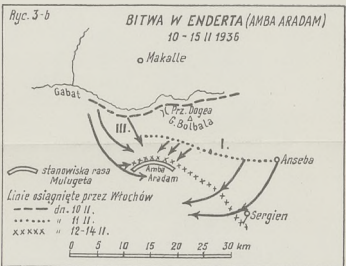 Ryc. 3-b
BITWA W ENDERTA (AMBA ARADAM)
10 - 15 II 1936
Makalle
Gabat
Prz. Dogea
G. Bolbala
III.
I.
Anseba
Amba
Aradam
stanowiska rasa
Mulugeta
Sergien
Linie osiągnięte przez Włochów
dn. 10 II.
" 11 II.
" 12-14 II.
0 5 10 15 20 25 30 km